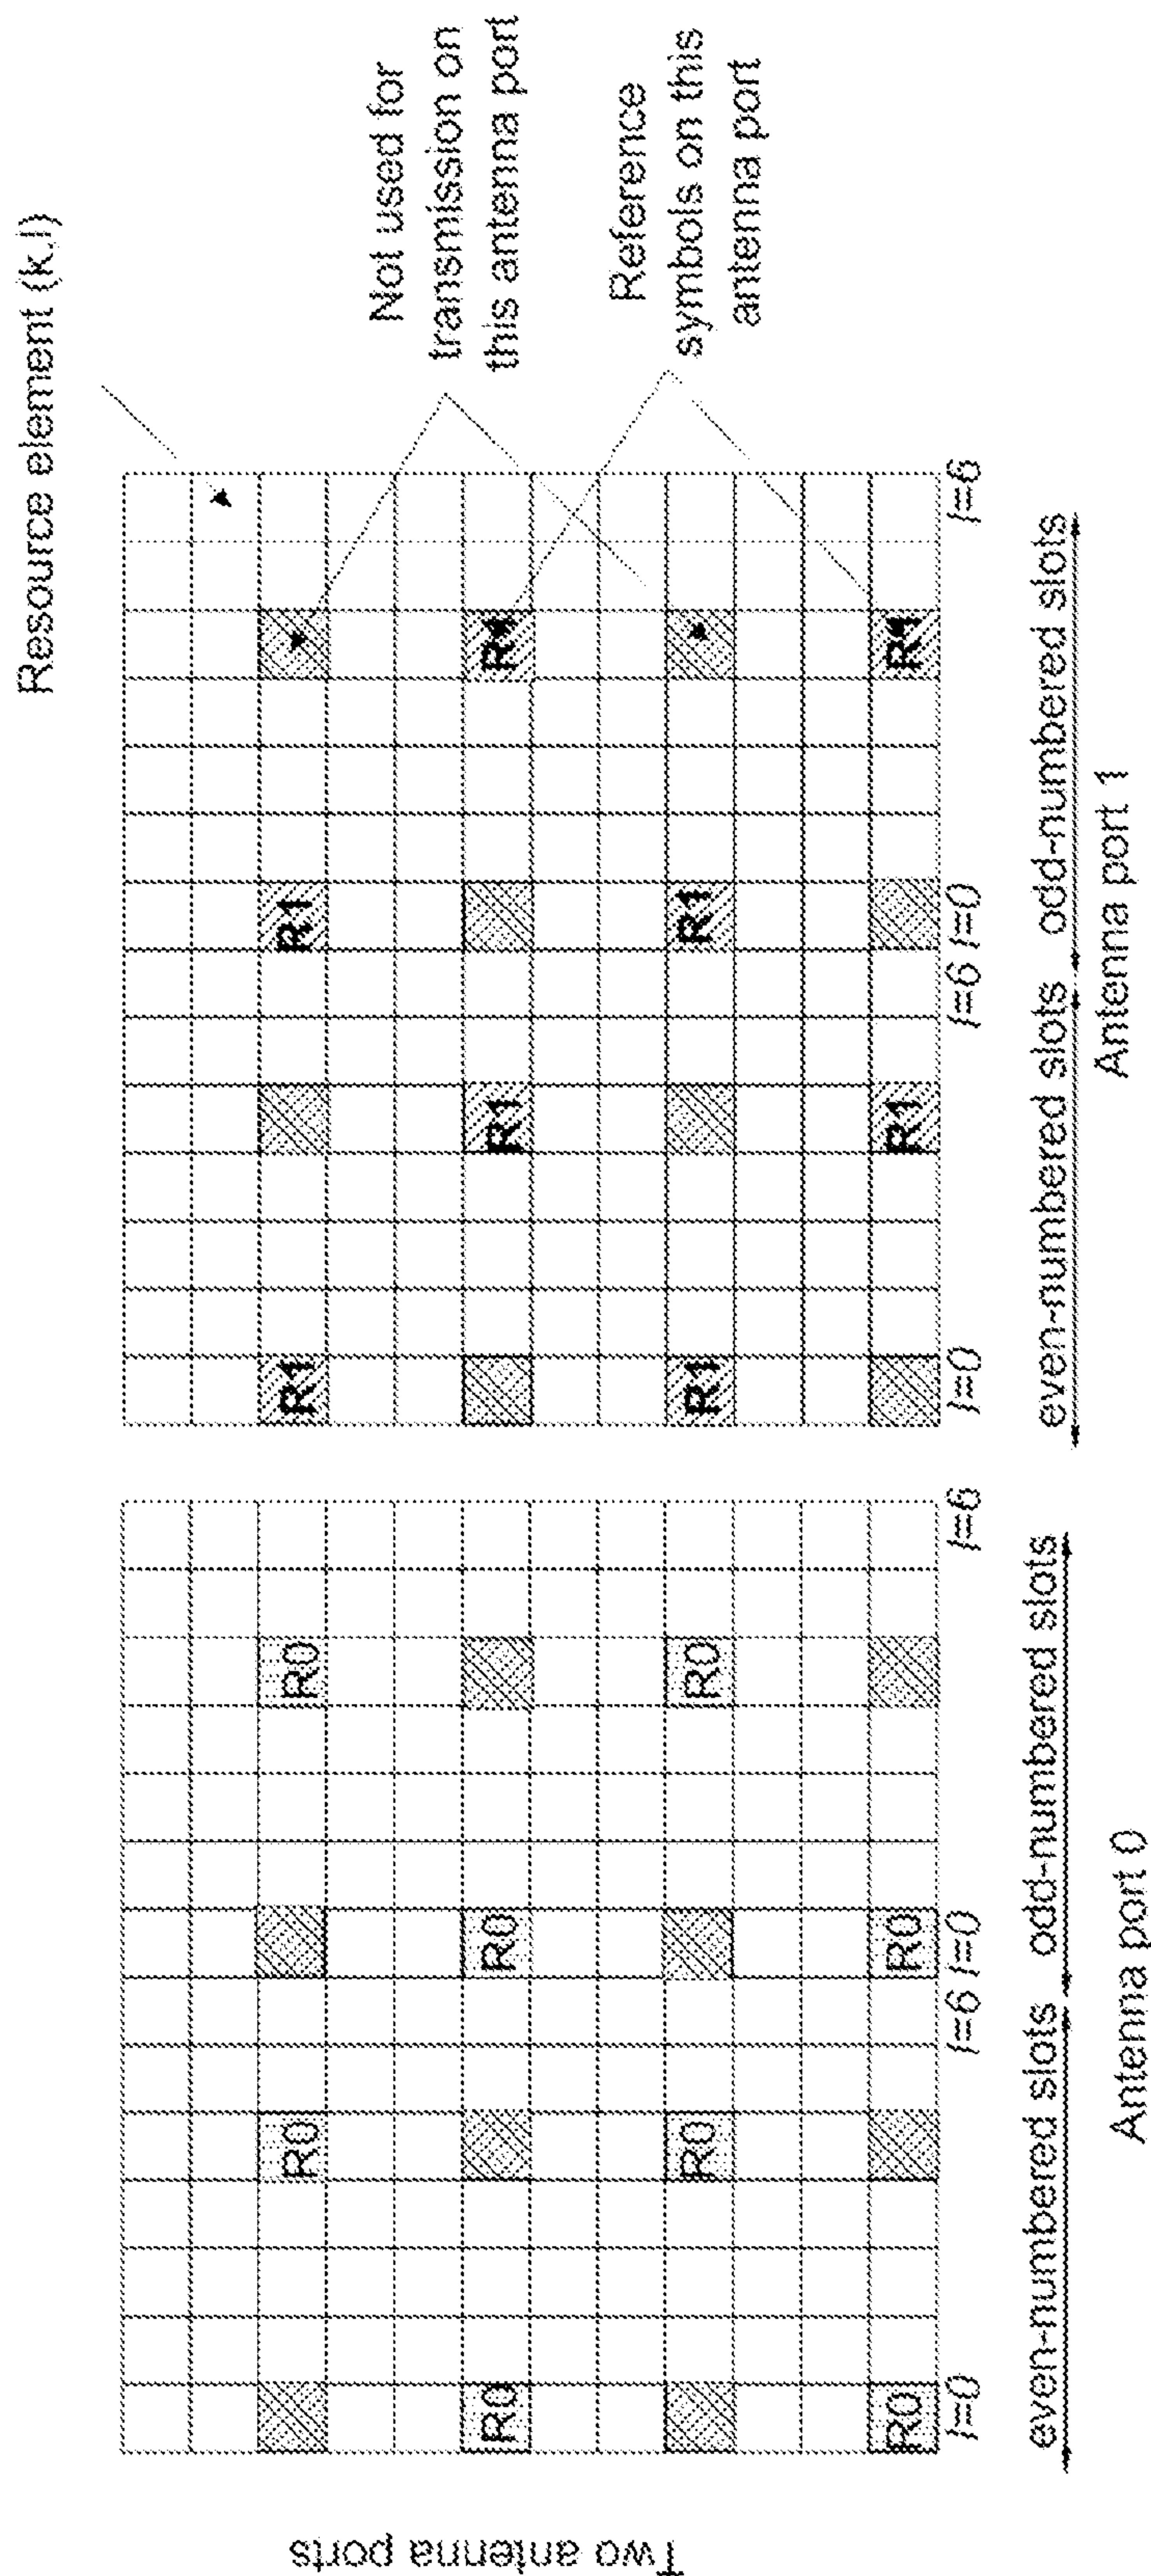 Resource element (k,l)
Two antenna ports
R0 R0 R1 R1
R0 R0 R1 R1
R0 R0 R1 R1
R0 R0 R1 R1
Not used for
transmission on
this antenna port
Reference
symbols on this
antenna port
l=0 l=6 l=0 l=6
l=0 l=6 l=0 l=6
even-numbered slots odd-numbered slots
even-numbered slots odd-numbered slots
Antenna port 0
Antenna port 1